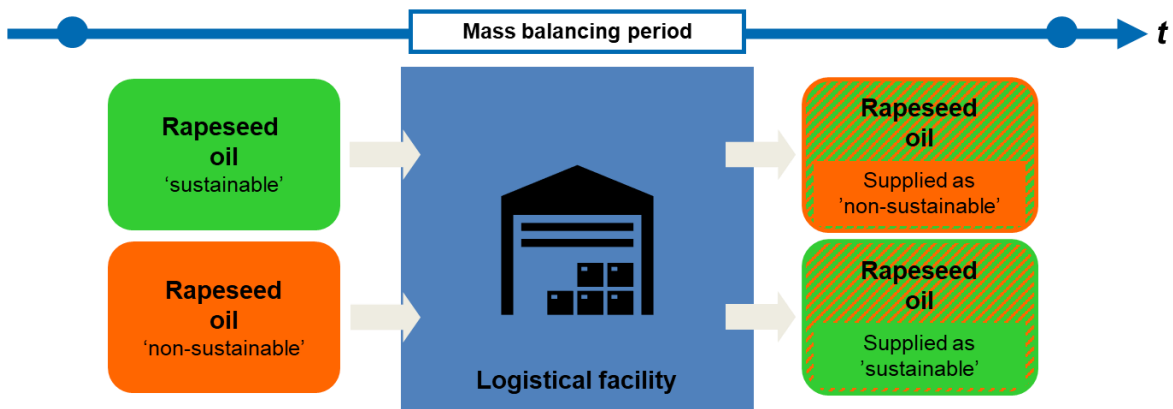 Mass balancing period
t
Rapeseed
oil
‘sustainable’
Rapeseed
oil
‘non-sustainable’
Logistical facility
Rapeseed
oil
Supplied as
’non-sustainable’
Rapeseed
oil
Supplied as
’sustainable’